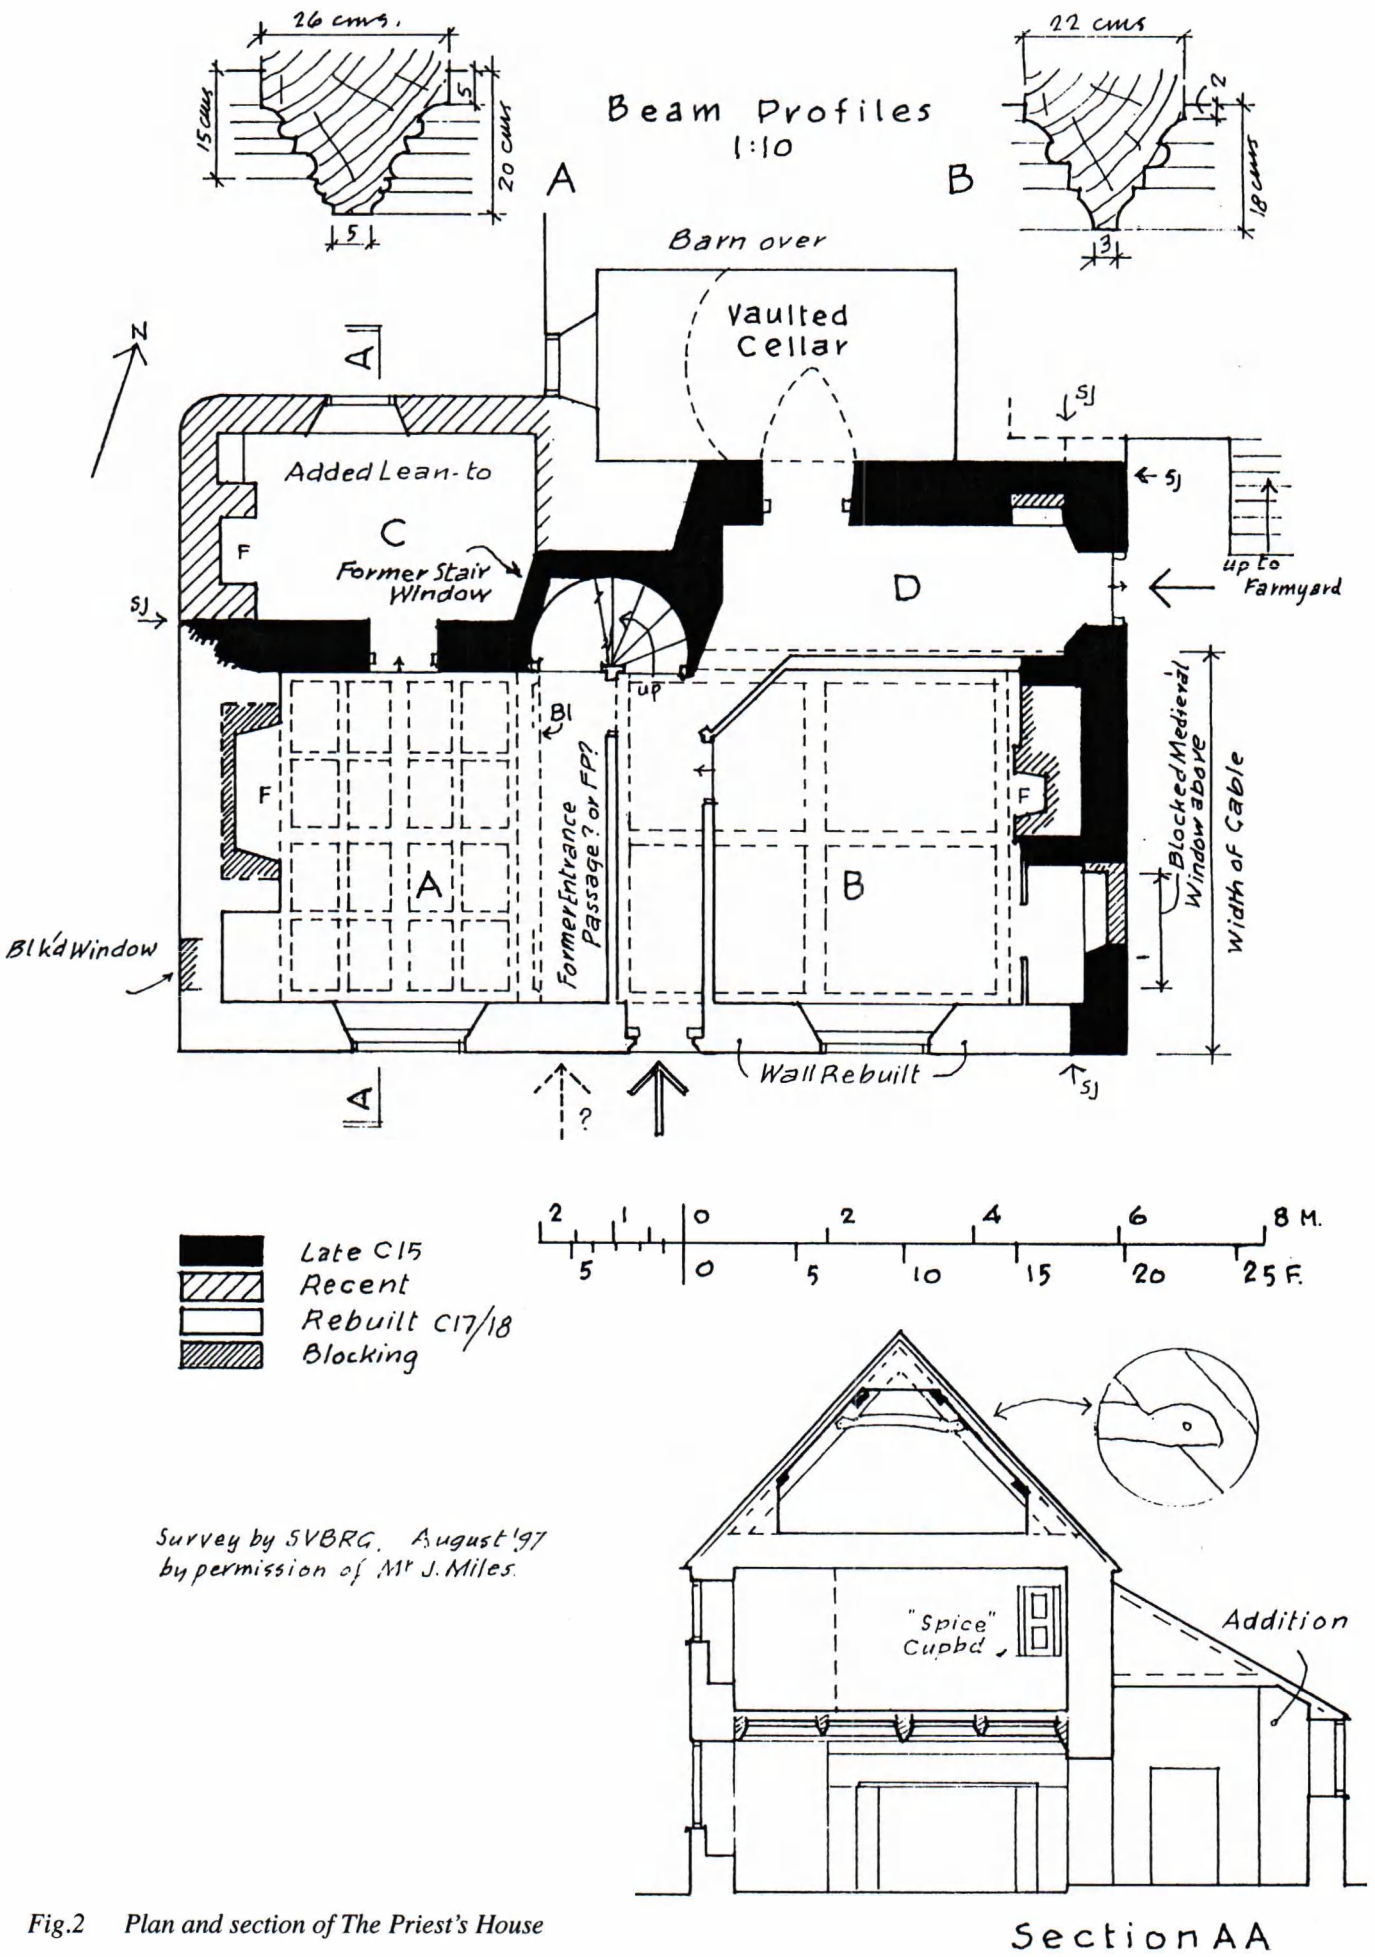 26 cms.
22 cms
15 cms
5
20 cms
5
Beam Profiles
1:10
A
B
2
18 cms
3
Barn over
Vaulted
Cellar
N
A
SJ
SJ
Added Lean-to
C
F
Former Stair
Window
SJ
D
up to
Farmyard
up
Bl
F
A
Former Entrance
Passage? or FP?
B
F
Blocked Medieval
Window above
Width of Gable
Blk'd Window
Wall Rebuilt
SJ
A
?
2 1 0 2 4 6 8 M.
5 0 5 10 15 20 25 F.
Late C15
Recent
Rebuilt C17/18
Blocking
Survey by SVBRG. August '97
by permission of Mr J. Miles.
"Spice"
Cupbd
Addition
Section AA
Fig.2 Plan and section of The Priest's House